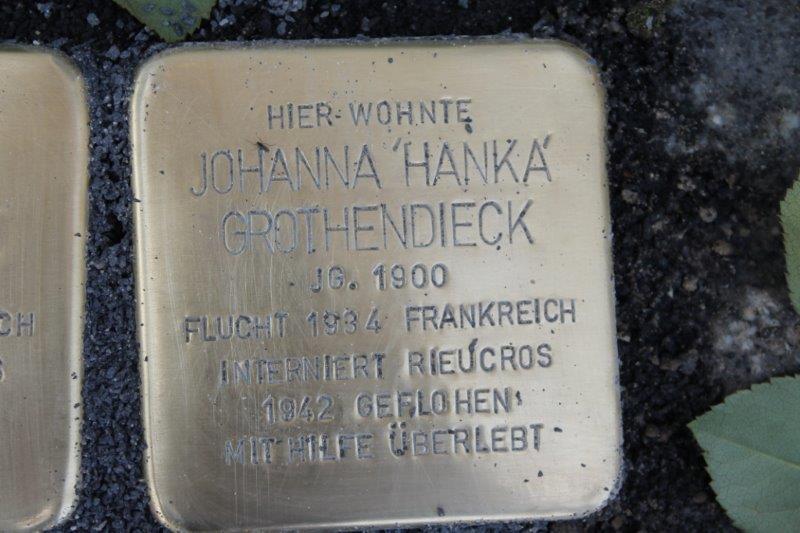 HIER WOHNTE
JOHANNA 'HANKA'
GROTHENDIECK
JG. 1900
FLUCHT 1934 FRANKREICH
INTERNIERT RIEUCROS
1942 GEFLOHEN
MIT HILFE ÜBERLEBT